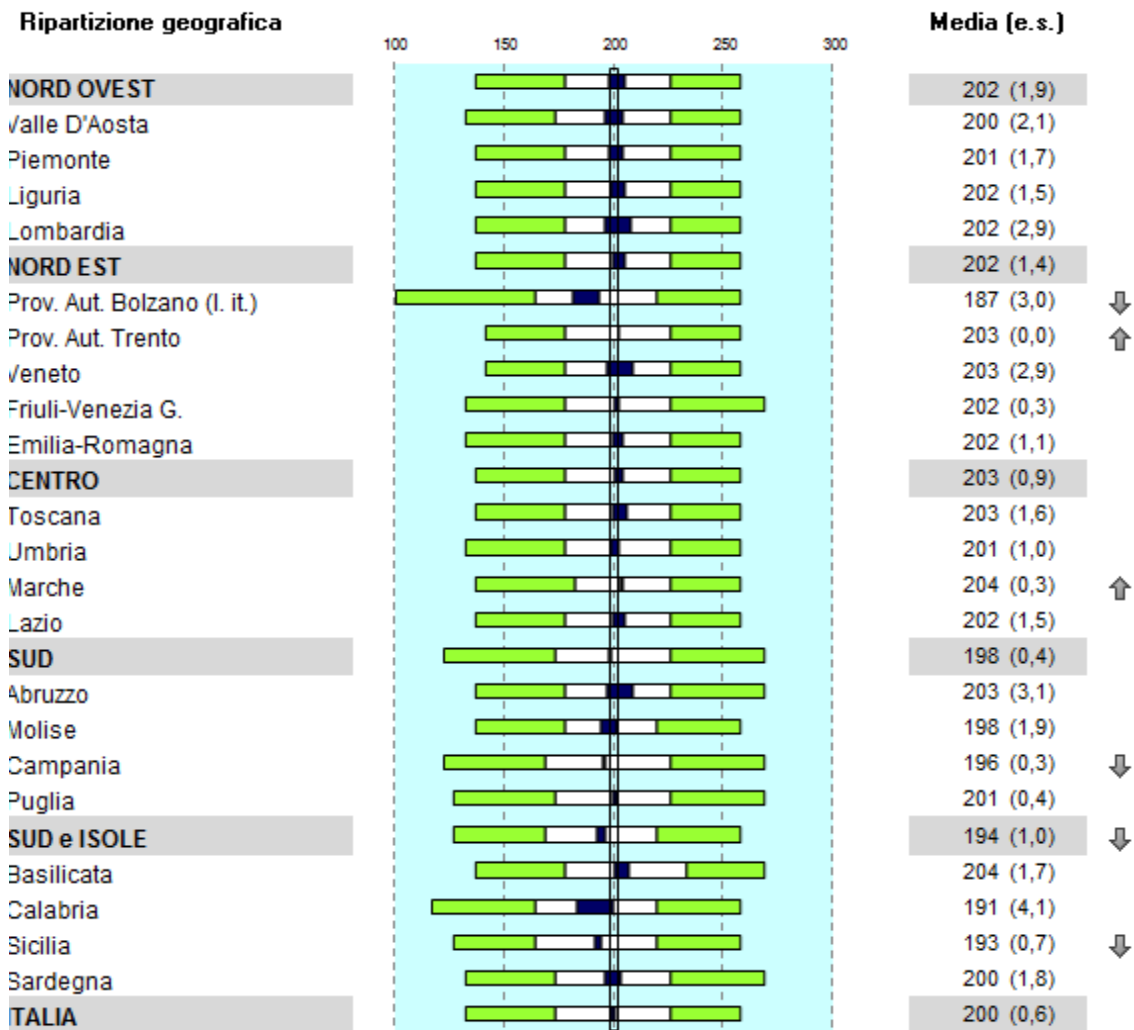 Ripartizione geografica Media (e.s.)
100 150 200 250 300
NORD OVEST 202 (1,9)
Valle D'Aosta 200 (2,1)
Piemonte 201 (1,7)
Liguria 202 (1,5)
Lombardia 202 (2,9)
NORD EST 202 (1,4)
Prov. Aut. Bolzano (l. it.) 187 (3,0)
Prov. Aut. Trento 203 (0,0)
Veneto 203 (2,9)
Friuli-Venezia G. 202 (0,3)
Emilia-Romagna 202 (1,1)
CENTRO 203 (0,9)
Toscana 203 (1,6)
Umbria 201 (1,0)
Marche 204 (0,3)
Lazio 202 (1,5)
SUD 198 (0,4)
Abruzzo 203 (3,1)
Molise 198 (1,9)
Campania 196 (0,3)
Puglia 201 (0,4)
SUD e ISOLE 194 (1,0)
Basilicata 204 (1,7)
Calabria 191 (4,1)
Sicilia 193 (0,7)
Sardegna 200 (1,8)
ITALIA 200 (0,6)